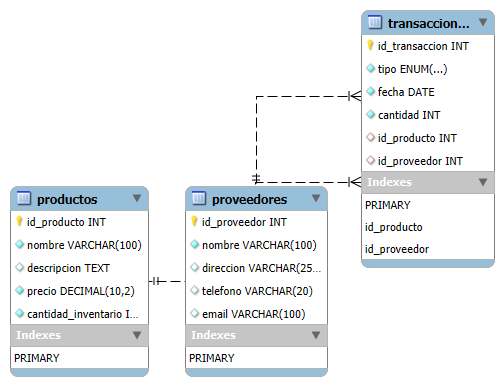 transaccion...
id_transaccion INT
tipo ENUM(...)
fecha DATE
cantidad INT
id_producto INT
id_proveedor INT
Indexes
PRIMARY
id_producto
id_proveedor
productos
id_producto INT
nombre VARCHAR(100)
descripcion TEXT
precio DECIMAL(10,2)
cantidad_inventario I...
Indexes
PRIMARY
proveedores
id_proveedor INT
nombre VARCHAR(100)
direccion VARCHAR(25...
telefono VARCHAR(20)
email VARCHAR(100)
Indexes
PRIMARY